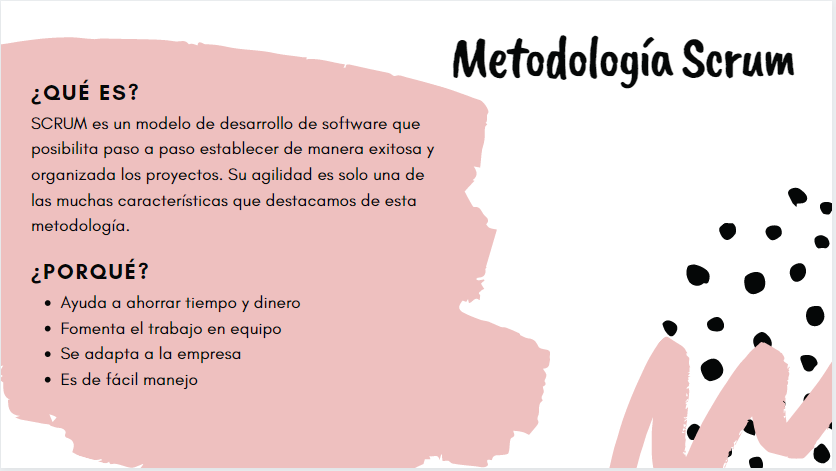 Metodología Scrum
¿QUÉ ES?
SCRUM es un modelo de desarrollo de software que
posibilita paso a paso establecer de manera exitosa y
organizada los proyectos. Su agilidad es solo una de
las muchas características que destacamos de esta
metodología.
¿PORQUÉ?
• Ayuda a ahorrar tiempo y dinero
• Fomenta el trabajo en equipo
• Se adapta a la empresa
• Es de fácil manejo